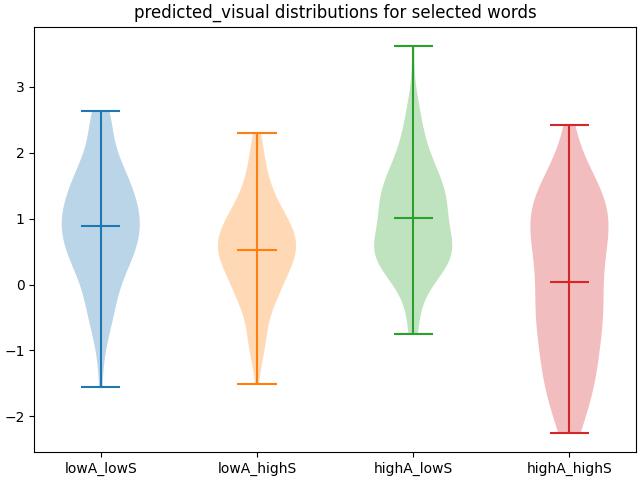 predicted_visual distributions for selected words
3
2
1
0
−1
−2
lowA_lowS
lowA_highS
highA_lowS
highA_highS